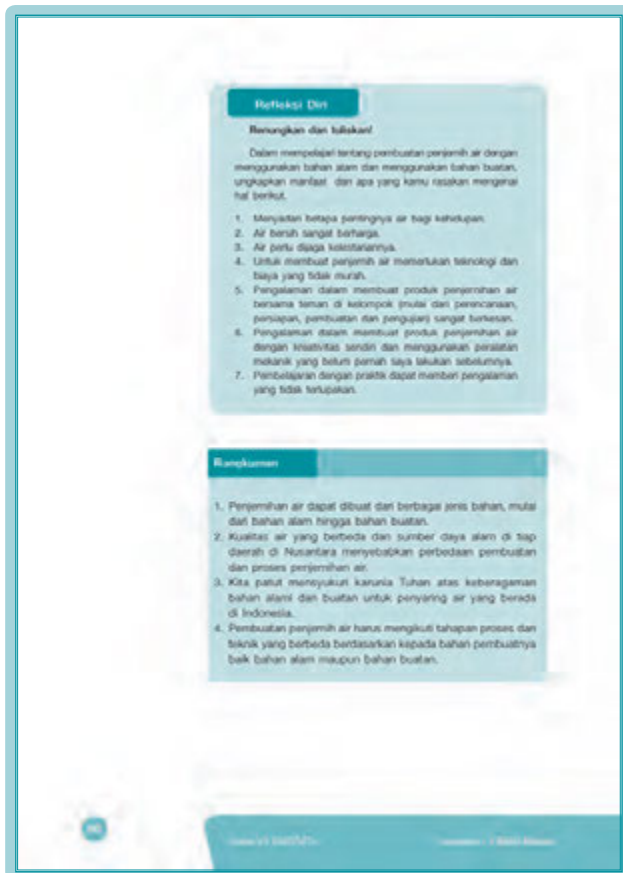 Refleksi Diri
Renungkan dan tuliskan!
Dalam mempelajari tentang pembuatan penjernih air dengan
menggunakan bahan alam dan menggunakan bahan buatan,
ungkapkan manfaat dan apa yang kamu rasakan mengenai
hal berikut.
1. Menyadari betapa pentingnya air bagi kehidupan.
2. Air bersih sangat berharga.
3. Air perlu dijaga kelestariannya.
4. Untuk membuat penjernih air memerlukan teknologi dan
biaya yang tidak murah.
5. Pengalaman dalam membuat produk penjernihan air
bersama teman di kelompok (mulai dari perencanaan,
persiapan, pembuatan dan pengujian) sangat berkesan.
6. Pengalaman dalam membuat produk penjernihan air
dengan kreativitas sendiri dan menggunakan peralatan
mekanik yang belum pernah saya lakukan sebelumnya.
7. Pembelajaran dengan praktik dapat memberi pengalaman
yang tidak terlupakan.
Rangkuman
1. Penjernihan air dapat dibuat dari berbagai jenis bahan, mulai
dari bahan alam hingga bahan buatan.
2. Kualitas air yang berbeda dan sumber daya alam di tiap
daerah di Nusantara menyebabkan perbedaan pembuatan
dan proses penjernihan air.
3. Kita patut mensyukuri karunia Tuhan atas keberagaman
bahan alami dan buatan untuk penyaring air yang berada
di Indonesia.
4. Pembuatan penjernih air harus mengikuti tahapan proses dan
teknik yang berbeda berdasarkan kepada bahan pembuatnya
baik bahan alam maupun bahan buatan.